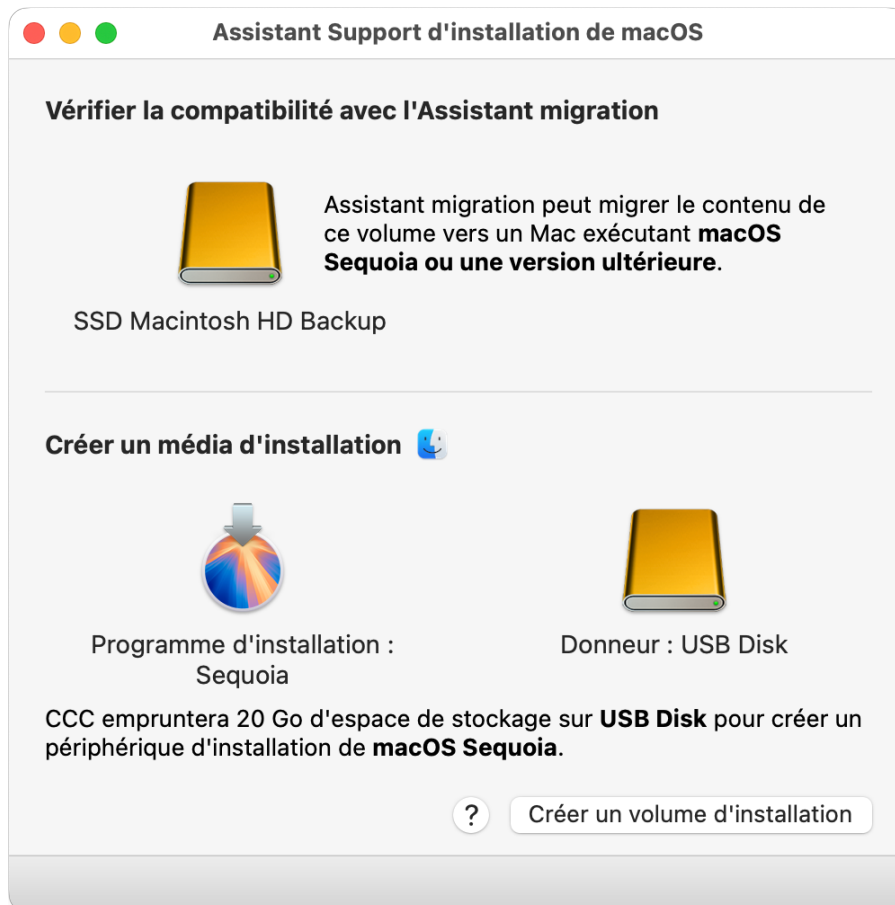 Assistant Support d'installation de macOS
Vérifier la compatibilité avec l'Assistant migration
Assistant migration peut migrer le contenu de
ce volume vers un Mac exécutant macOS
Sequoia ou une version ultérieure.
SSD Macintosh HD Backup
Créer un média d'installation
Programme d'installation :
Sequoia
Donneur : USB Disk
CCC empruntera 20 Go d'espace de stockage sur USB Disk pour créer un
périphérique d'installation de macOS Sequoia.
?
Créer un volume d'installation